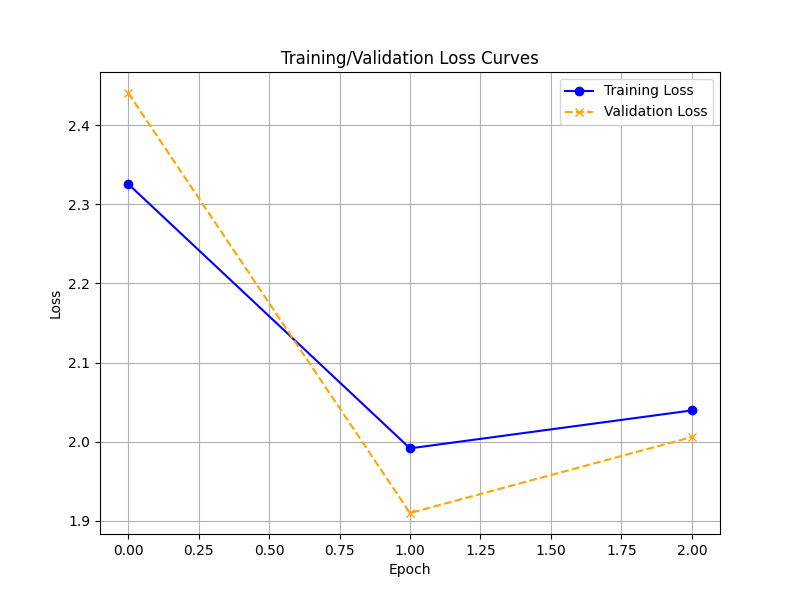 Training/Validation Loss Curves
Training Loss
Validation Loss
2.4
2.3
2.2
2.1
2.0
1.9
Loss
0.00 0.25 0.50 0.75 1.00 1.25 1.50 1.75 2.00
Epoch